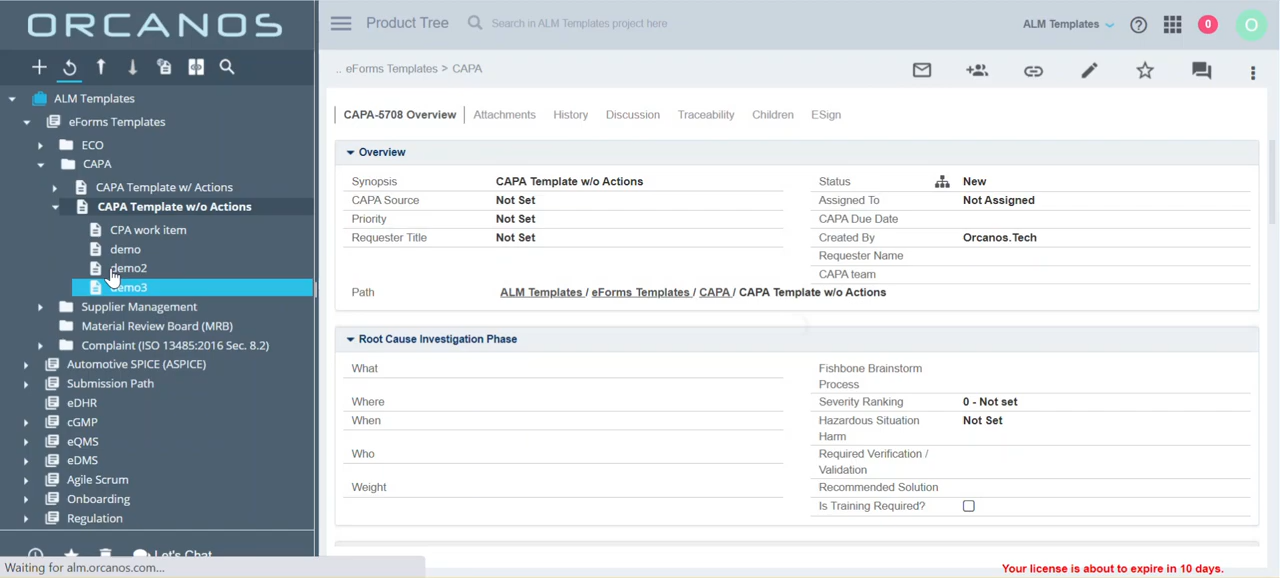 ORCANOS
Product Tree
Search in ALM Templates project here
ALM Templates
0
O
ALM Templates
eForms Templates
ECO
CAPA
CAPA Template w/ Actions
CAPA Template w/o Actions
CPA work item
demo
demo2
demo3
Supplier Management
Material Review Board (MRB)
Complaint (ISO 13485:2016 Sec. 8.2)
Automotive SPICE (ASPICE)
Submission Path
eDHR
cGMP
eQMS
eDMS
Agile Scrum
Onboarding
Regulation
Let's Chat
Waiting for alm.orcanos.com...
.. eForms Templates > CAPA
CAPA-5708 Overview Attachments History Discussion Traceability Children ESign
Overview
Synopsis CAPA Template w/o Actions
CAPA Source Not Set
Priority Not Set
Requester Title Not Set
Status New
Assigned To Not Assigned
CAPA Due Date
Created By Orcanos.Tech
Requester Name
CAPA team
Path ALM Templates / eForms Templates / CAPA / CAPA Template w/o Actions
Root Cause Investigation Phase
What
Where
When
Who
Weight
Fishbone Brainstorm
Process
Severity Ranking 0 - Not set
Hazardous Situation Not Set
Harm
Required Verification /
Validation
Recommended Solution
Is Training Required?
Your license is about to expire in 10 days.